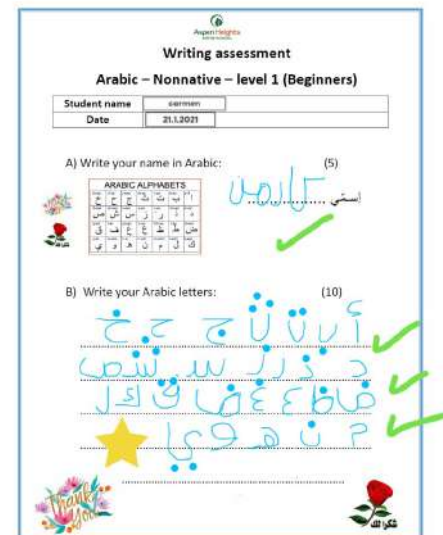 Aspen Heights
Writing assessment
Arabic – Nonnative – level 1 (Beginners)
Student name carmen
Date 21.1.2021
A) Write your name in Arabic: (5)
ARABIC ALPHABETS
أ ب ت ث ج ح خ
د ذ ر ز س ش ص
ض ط ظ ع غ ف ق
ك ل م ن ه و ي
إسمي كارمن
B) Write your Arabic letters: (10)
أ ب ت ث ج ح خ
د ذ ر ز س ش ص
ض ط ظ ع غ ف ق ك ل
م ن ه و ي
Thank you!
شكرا لك